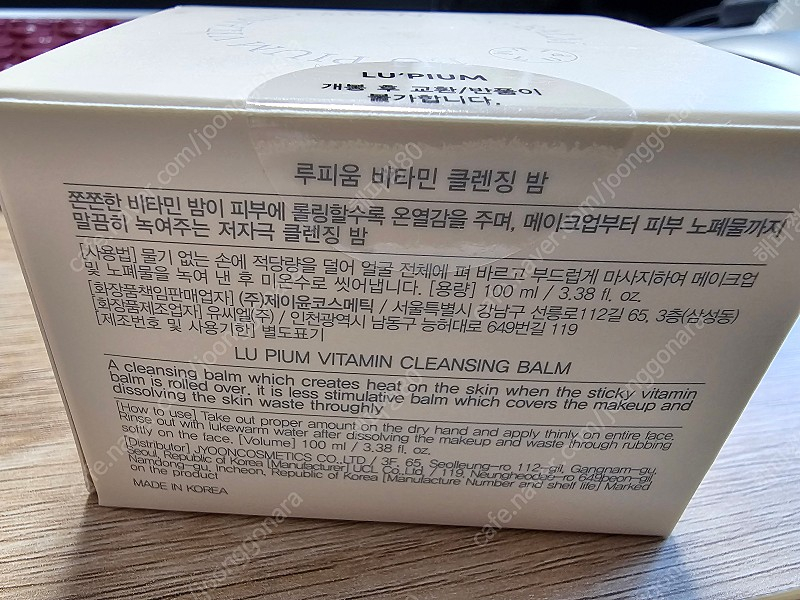 LU'PIUM
개봉 후 교환/반품이
불가합니다.
루피움 비타민 클렌징 밤
쫀쫀한 비타민 밤이 피부에 롤링할수록 온열감을 주며, 메이크업부터 피부 노폐물까지
말끔히 녹여주는 저자극 클렌징 밤
[사용법] 물기 없는 손에 적당량을 덜어 얼굴 전체에 펴 바르고 부드럽게 마사지하여 메이크업
및 노폐물을 녹여 낸 후 미온수로 씻어냅니다. [용량] 100 ml / 3.38 fl. oz.
[화장품책임판매업자] (주)제이윤코스메틱 / 서울특별시 강남구 선릉로112길 65, 3층(삼성동)
[화장품제조업자] 유씨엘(주) / 인천광역시 남동구 능허대로 649번길 119
[제조번호 및 사용기한] 별도표기
LU PIUM VITAMIN CLEANSING BALM
A cleansing balm which creates heat on the skin when the sticky vitamin
balm is rolled over, it is less stimulative balm which covers the makeup and
dissolving the skin waste throughly.
[How to use] Take out proper amount on the dry hand and apply thinly on entire face.
Rinse out with lukewarm water after dissolving the makeup and waste through rubbing
softly on the face. [Volume] 100 ml / 3.38 fl. oz.
[Distributer] JYOONCOSMETICS CO.,LTD / 3F 65, Seolleung-ro 112-gil, Gangnam-gu,
Seoul, Republic of Korea [Manufacturer] UCL Co.,Ltd. / 119, Neungheodae-ro 649beon-gil,
Namdong-gu, Incheon, Republic of Korea [Manufacture Number and shelf life] Marked
on the product
MADE IN KOREA
cafe.naver.com/joonggonara